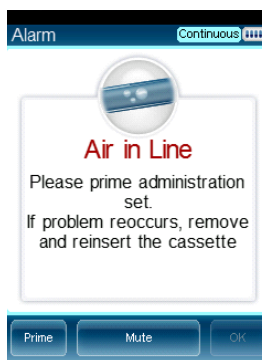 Alarm
Continuous
Air in Line
Please prime administration
set.
If problem reoccurs, remove
and reinsert the cassette
Prime
Mute
OK